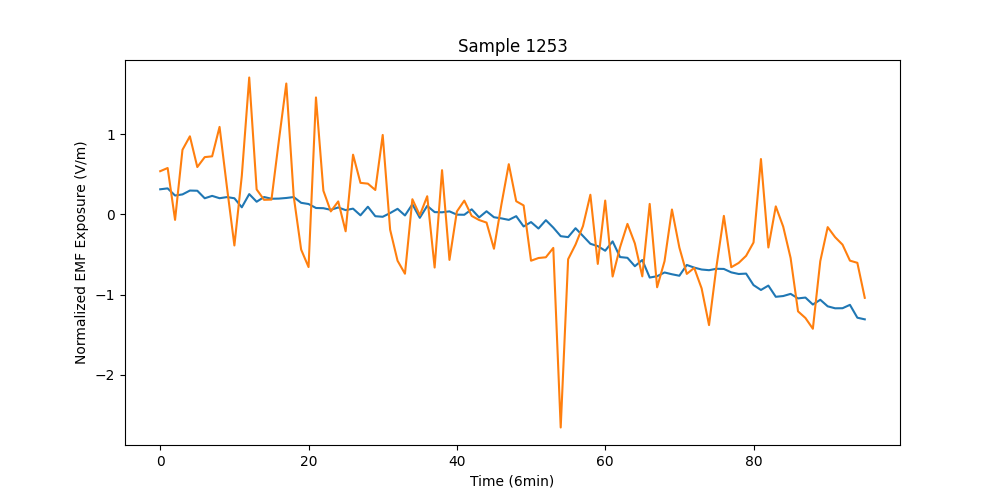 Sample 1253
Normalized EMF Exposure (V/m)
1
0
−1
−2
0 20 40 60 80
Time (6min)